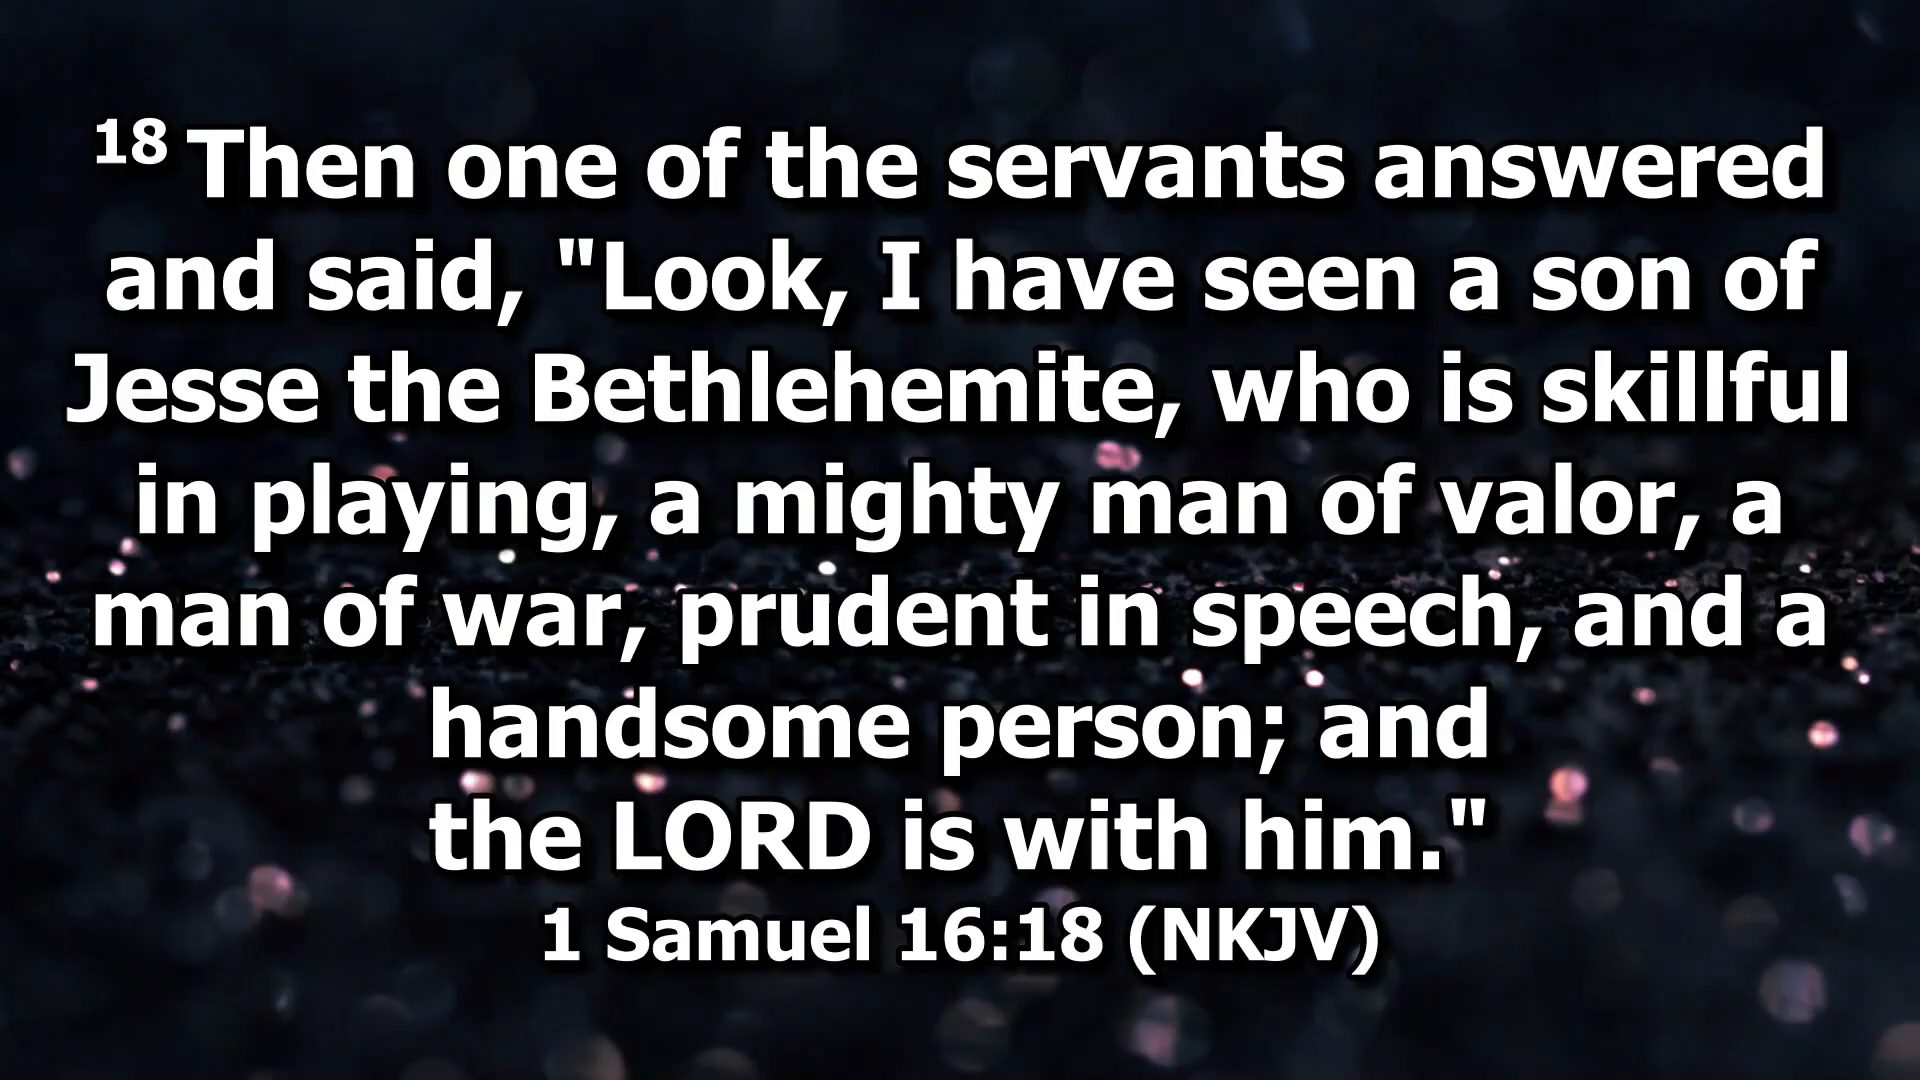 18 Then one of the servants answered
and said, "Look, I have seen a son of
Jesse the Bethlehemite, who is skillful
in playing, a mighty man of valor, a
man of war, prudent in speech, and a
handsome person; and
the LORD is with him."
1 Samuel 16:18 (NKJV)